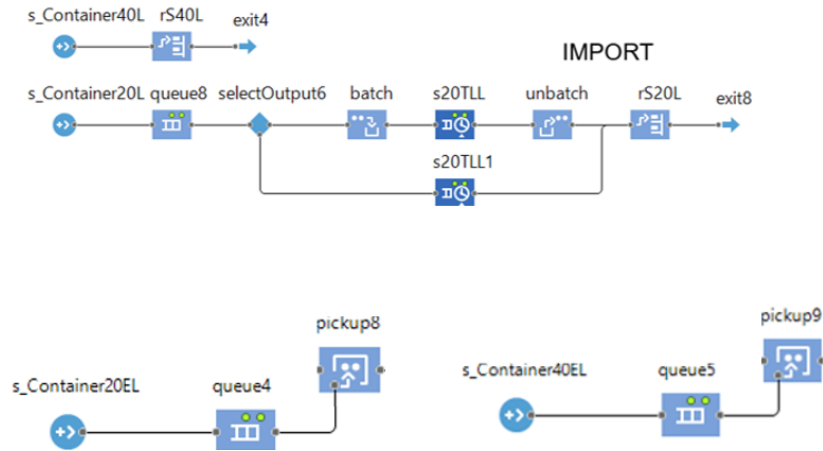 s_Container40L rS40L exit4
IMPORT
s_Container20L queue8 selectOutput6 batch s20TLL unbatch rS20L exit8
s20TLL1
pickup8
pickup9
s_Container20EL queue4
s_Container40EL queue5